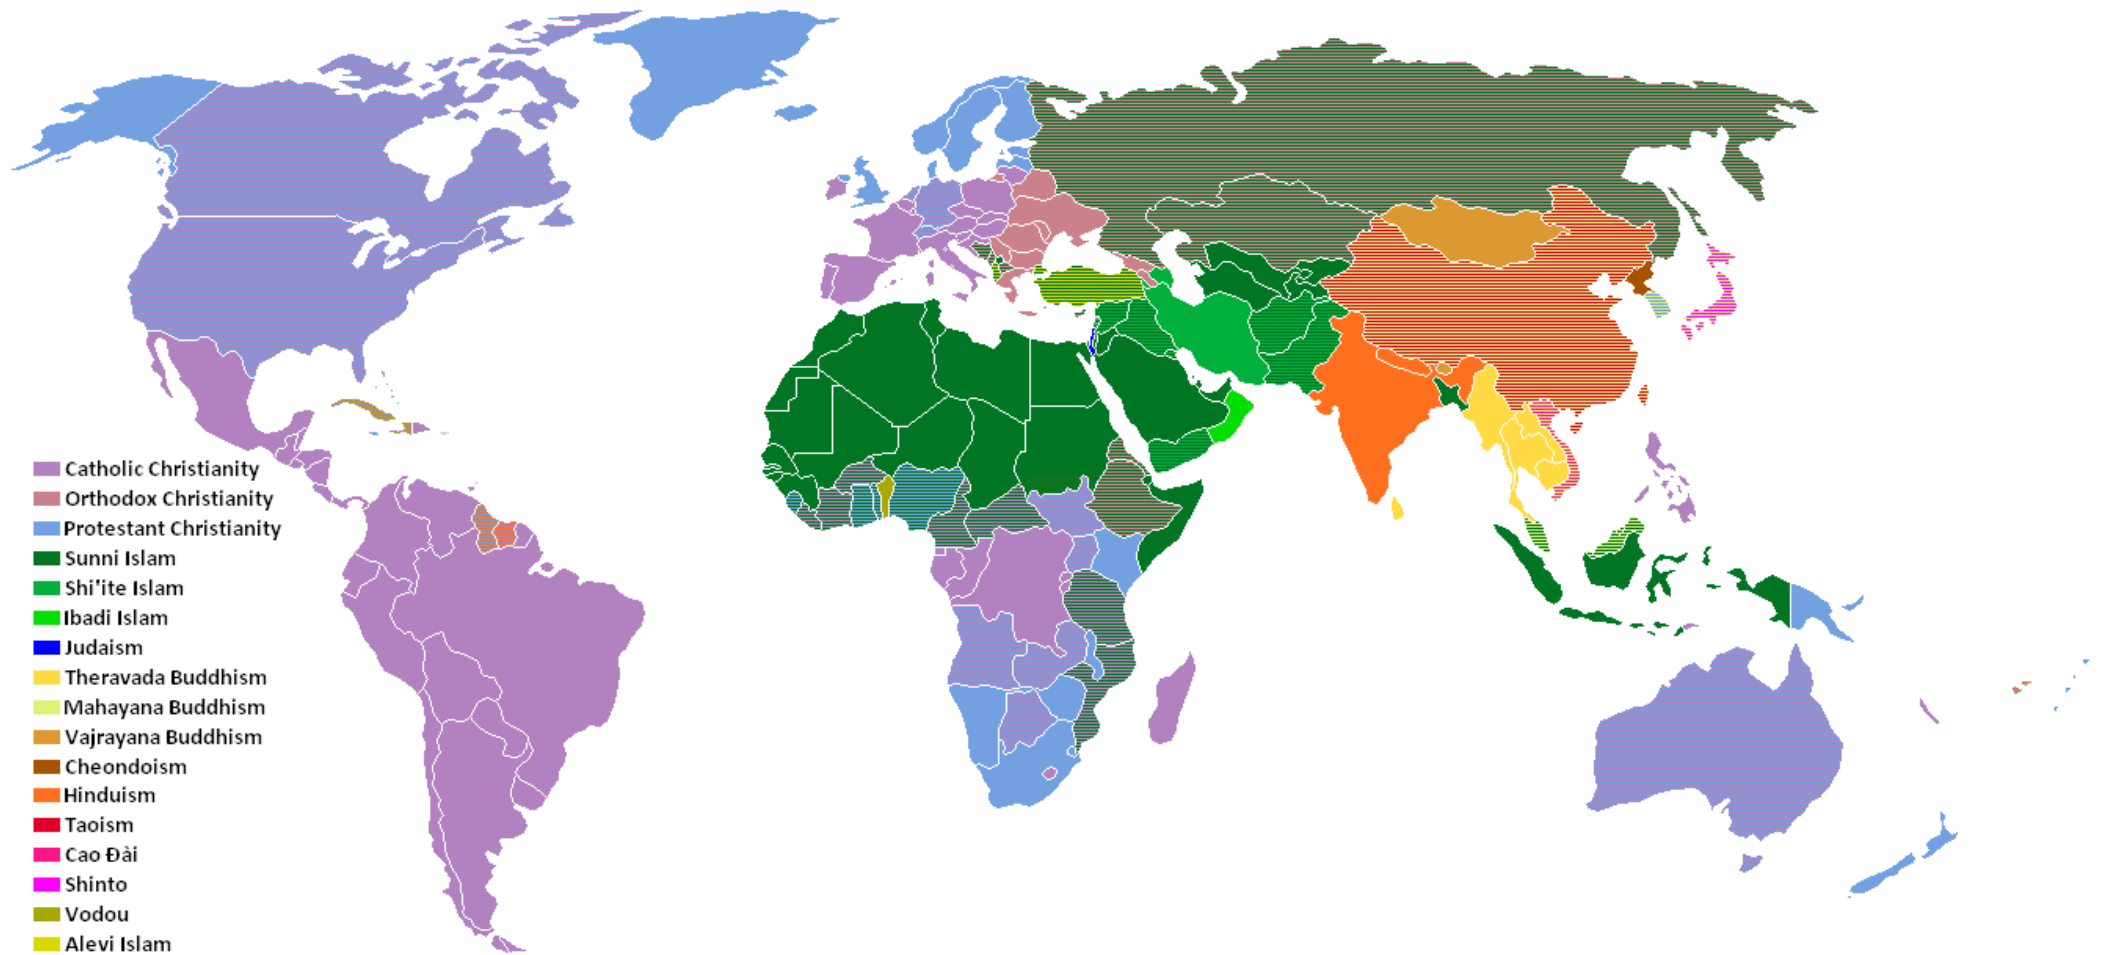 Catholic Christianity
Orthodox Christianity
Protestant Christianity
Sunni Islam
Shi'ite Islam
Ibadi Islam
Judaism
Theravada Buddhism
Mahayana Buddhism
Vajrayana Buddhism
Cheondoism
Hinduism
Taoism
Cao Đài
Shinto
Vodou
Alevi Islam